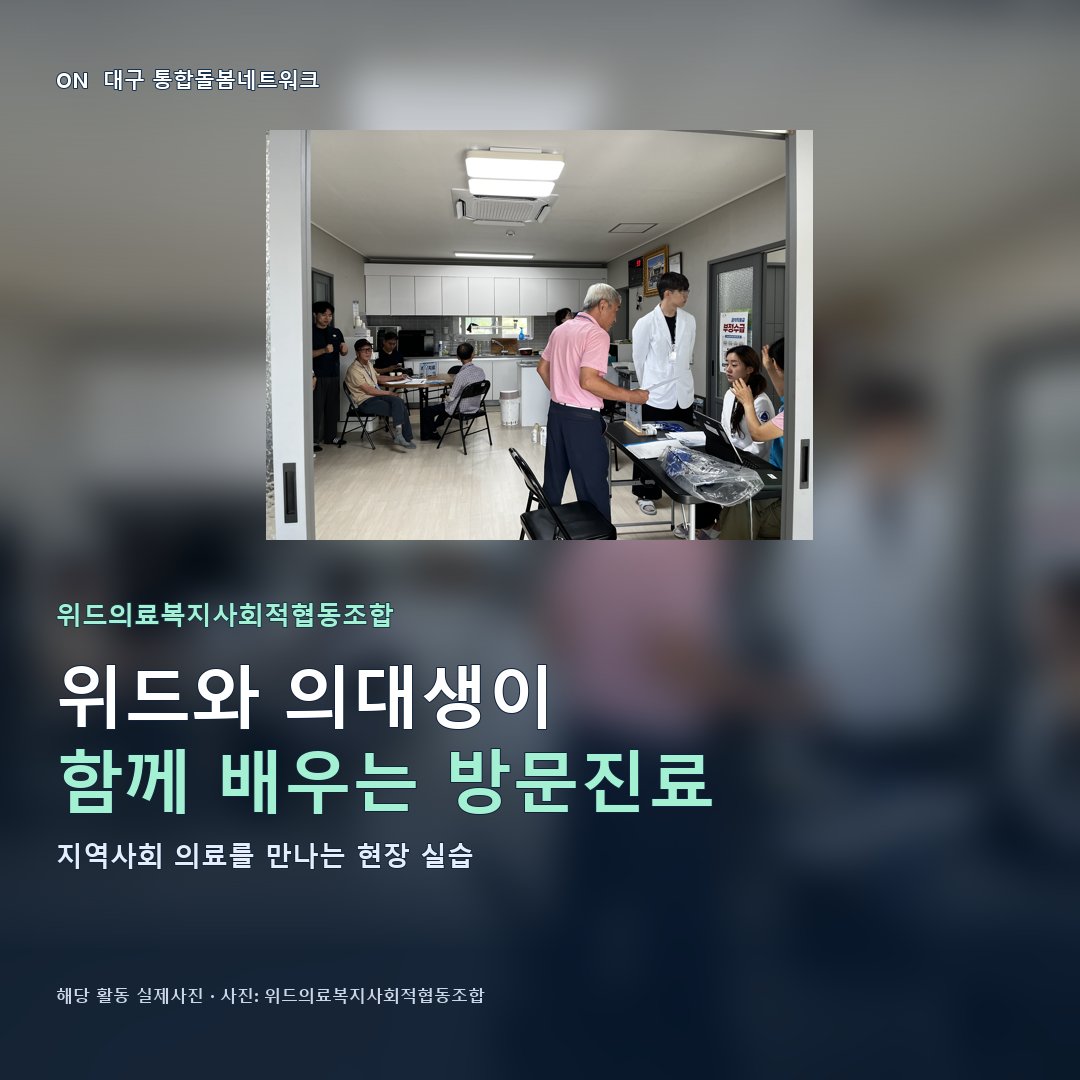 ON 대구 통합돌봄네트워크
부정수급
위드의료복지사회적협동조합
위드와 의대생이
함께 배우는 방문진료
지역사회 의료를 만나는 현장 실습
해당 활동 실제사진 · 사진: 위드의료복지사회적협동조합